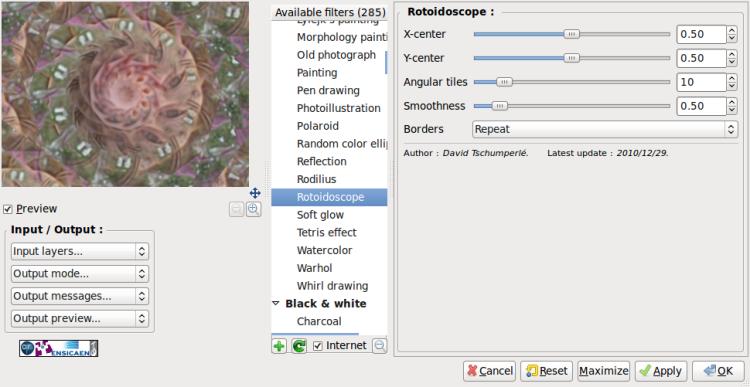 Available filters (285)
Lylejk's painting
Morphology painti
Old photograph
Painting
Pen drawing
Photoillustration
Polaroid
Random color ellip
Reflection
Rodilius
Rotoidoscope
Soft glow
Tetris effect
Watercolor
Warhol
Whirl drawing
Black & white
Charcoal
Internet
Preview
Input / Output :
Input layers...
Output mode...
Output messages...
Output preview...
ENSICAEN
Rotoidoscope :
X-center 0.50
Y-center 0.50
Angular tiles 10
Smoothness 0.50
Borders Repeat
Author : David Tschumperlé. Latest update : 2010/12/29.
Cancel Reset Maximize Apply OK